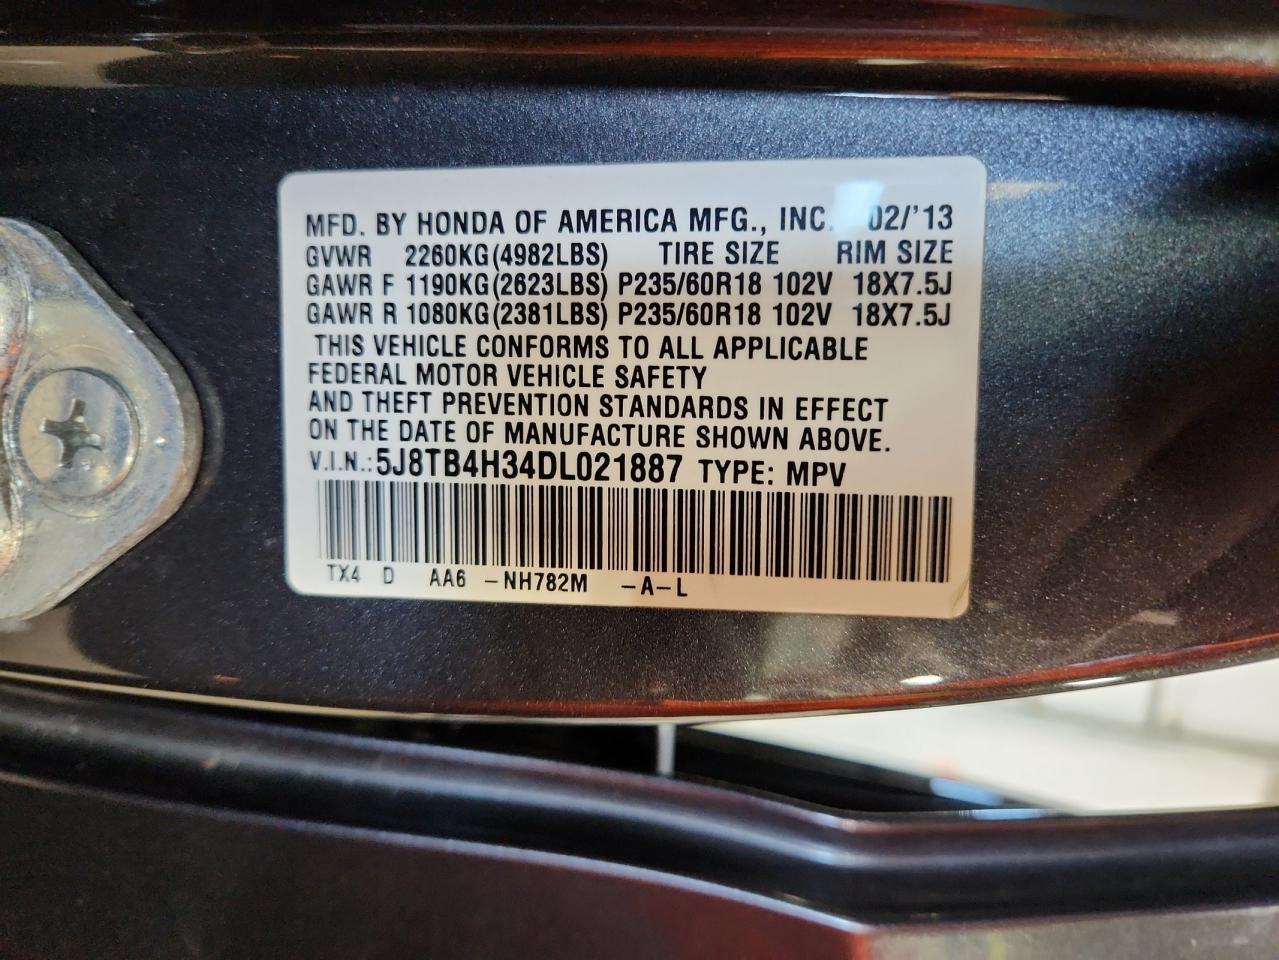 MFD. BY HONDA OF AMERICA MFG., INC. 02/'13
GVWR 2260KG(4982LBS) TIRE SIZE RIM SIZE
GAWR F 1190KG(2623LBS) P235/60R18 102V 18X7.5J
GAWR R 1080KG(2381LBS) P235/60R18 102V 18X7.5J
THIS VEHICLE CONFORMS TO ALL APPLICABLE
FEDERAL MOTOR VEHICLE SAFETY
AND THEFT PREVENTION STANDARDS IN EFFECT
ON THE DATE OF MANUFACTURE SHOWN ABOVE.
V.I.N.: 5J8TB4H34DL021887 TYPE: MPV
TX4 D AA6 -NH782M -A-L